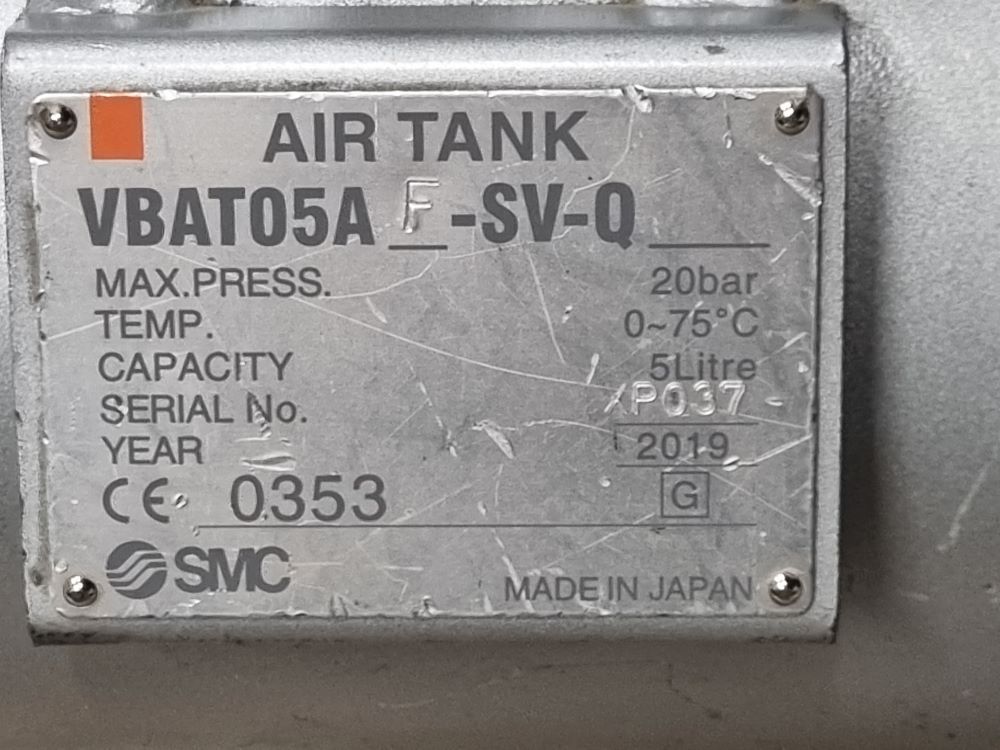 AIR TANK
VBAT05A F -SV-Q
MAX.PRESS. 20bar
TEMP. 0~75°C
CAPACITY 5Litre
SERIAL No. XP037
YEAR 2019
CE 0353 G
SMC MADE IN JAPAN